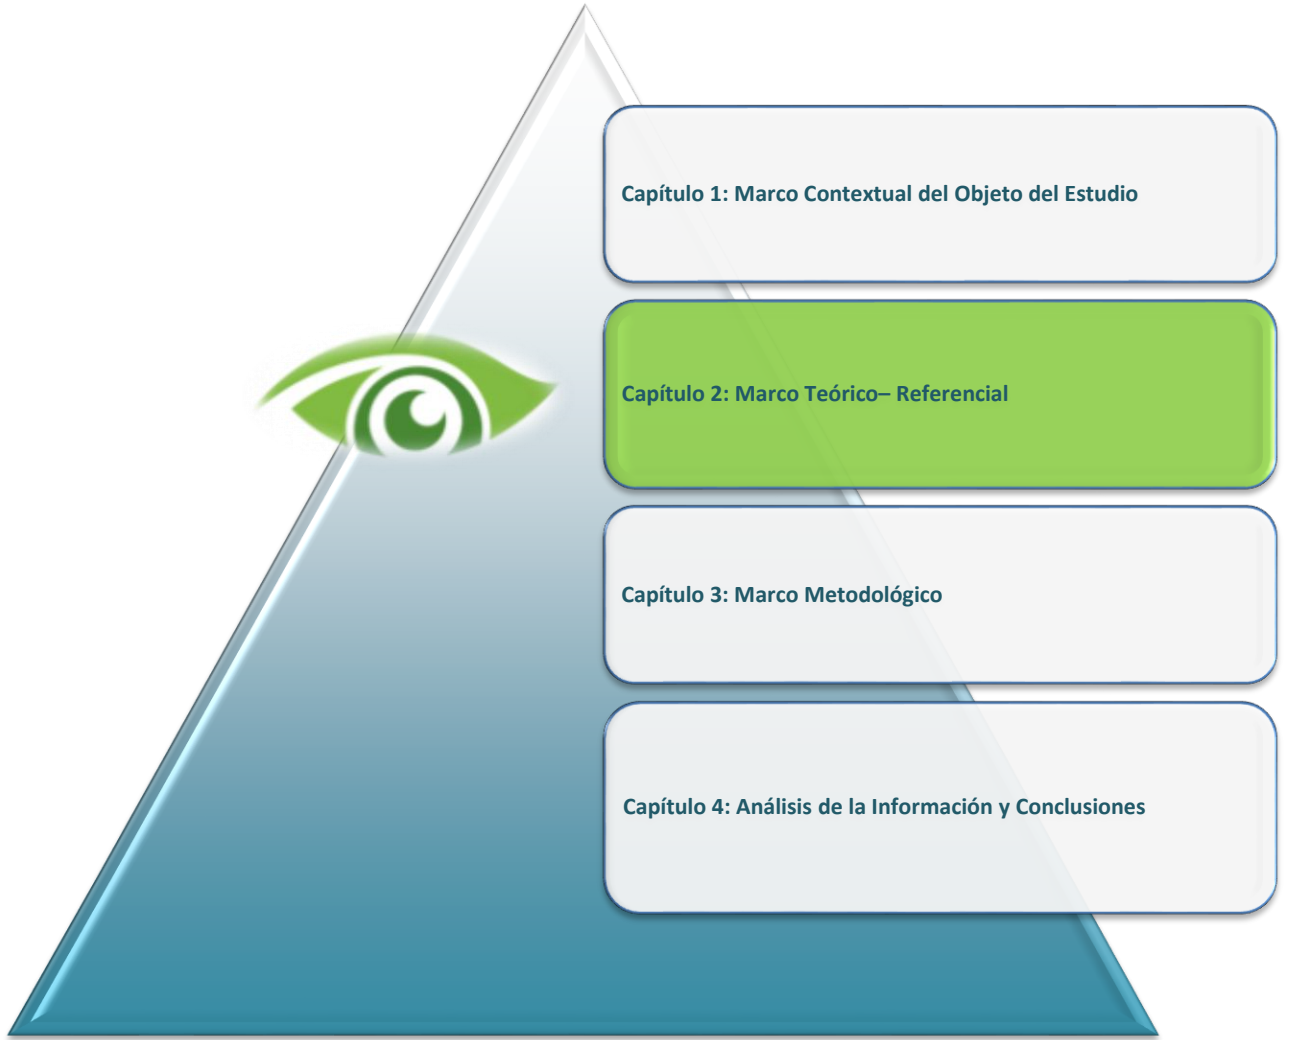 Capítulo 1: Marco Contextual del Objeto del Estudio
Capítulo 2: Marco Teórico– Referencial
Capítulo 3: Marco Metodológico
Capítulo 4: Análisis de la Información y Conclusiones